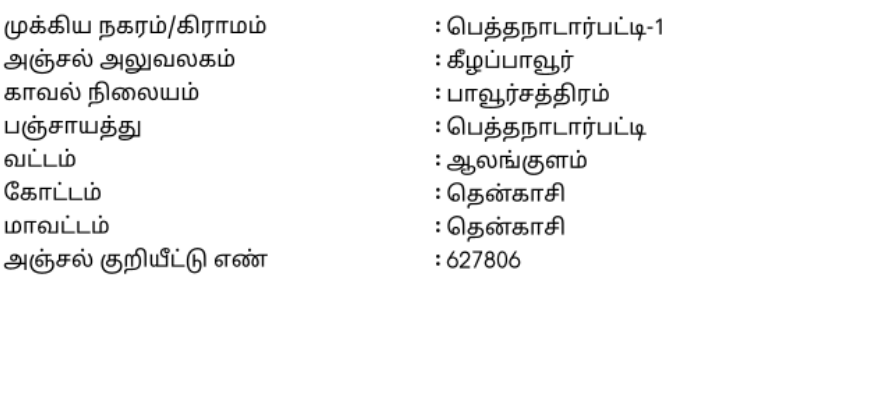 முக்கிய நகரம்/கிராமம் : பெத்தநாடார்பட்டி-1
அஞ்சல் அலுவலகம் : கீழப்பாவூர்
காவல் நிலையம் : பாவூர்சத்திரம்
பஞ்சாயத்து : பெத்தநாடார்பட்டி
வட்டம் : ஆலங்குளம்
கோட்டம் : தென்காசி
மாவட்டம் : தென்காசி
அஞ்சல் குறியீட்டு எண் : 627806